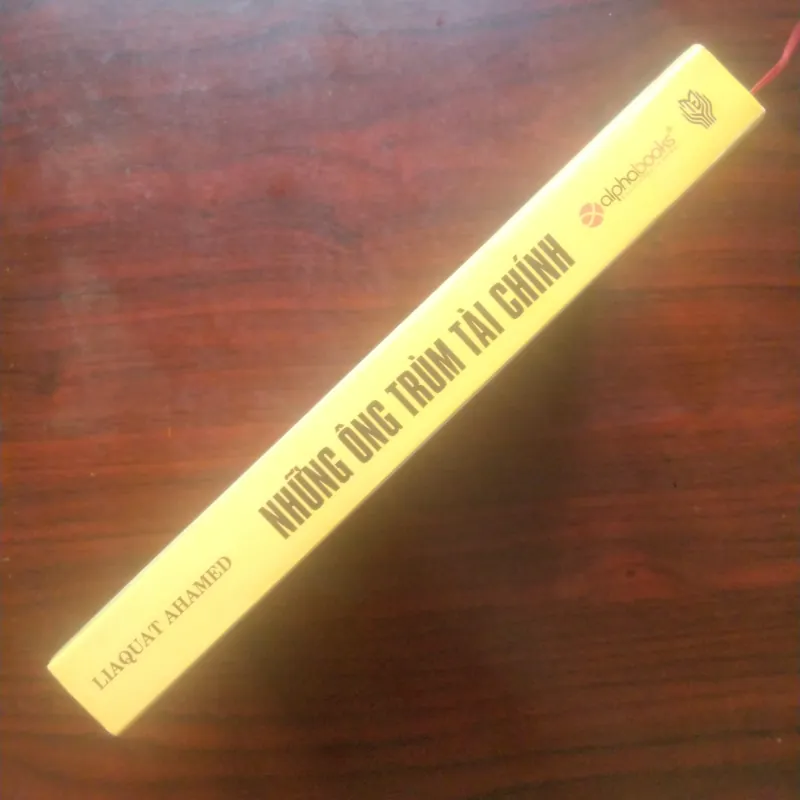 LIAQUAT AHAMED
NHỮNG ÔNG TRÙM TÀI CHÍNH
alphabooks®